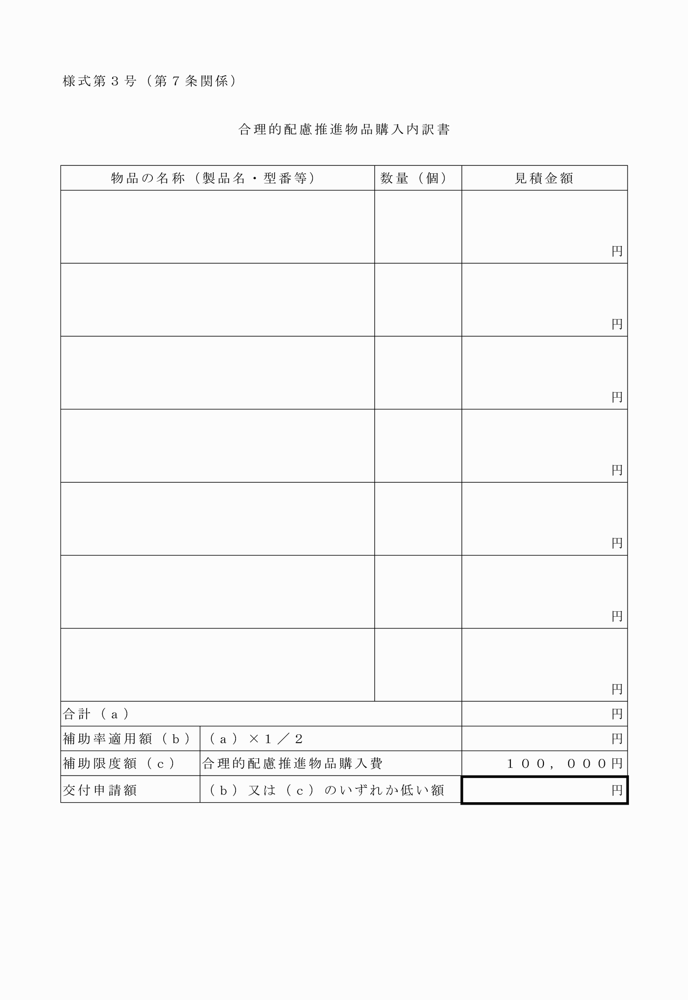 様式第３号（第７条関係）
合理的配慮推進物品購入内訳書
物品の名称（製品名・型番等） 数量（個） 見積金額
円
円
円
円
円
円
円
合計（ａ） 円
補助率適用額（ｂ） （ａ）×１／２ 円
補助限度額（ｃ） 合理的配慮推進物品購入費 １００，０００円
交付申請額 （ｂ）又は（ｃ）のいずれか低い額 円